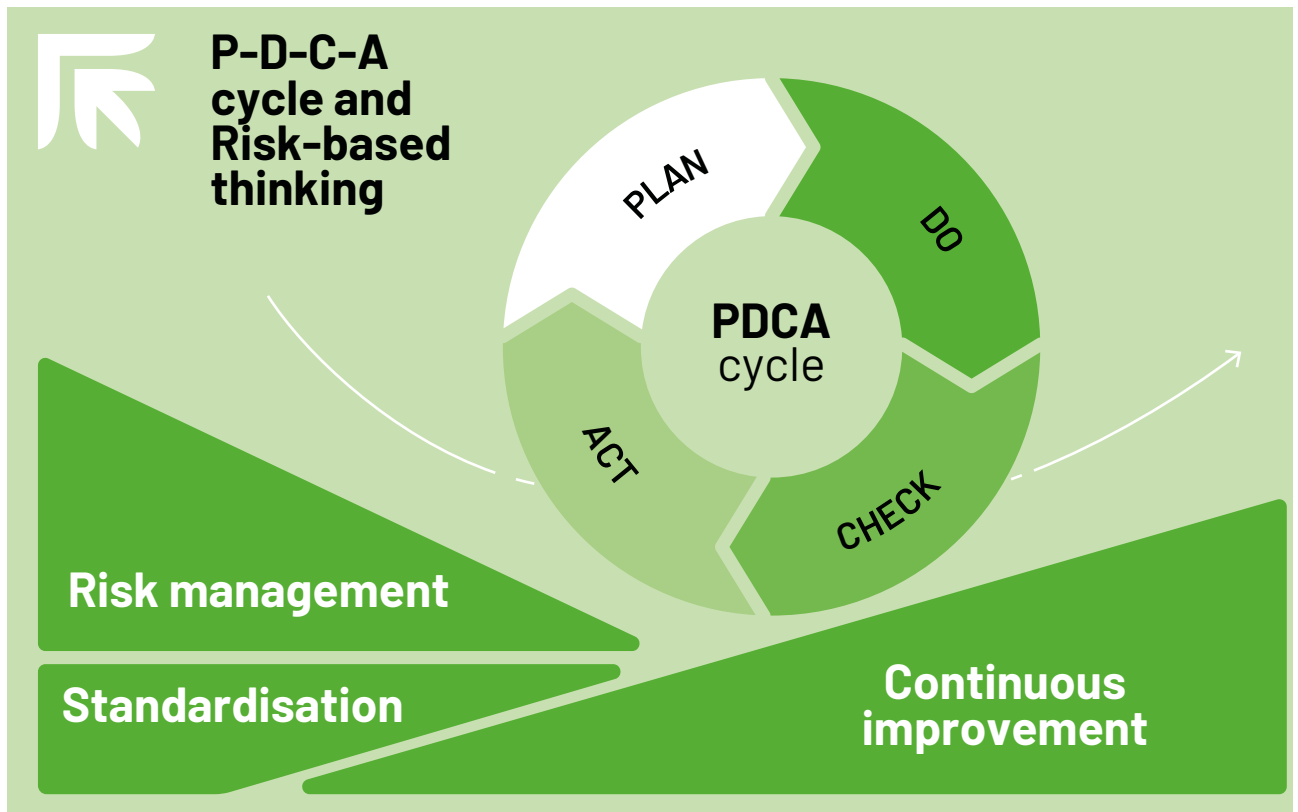 P-D-C-A
cycle and
Risk-based
thinking
PLAN
DO
PDCA
cycle
ACT
CHECK
Risk management
Standardisation
Continuous
improvement